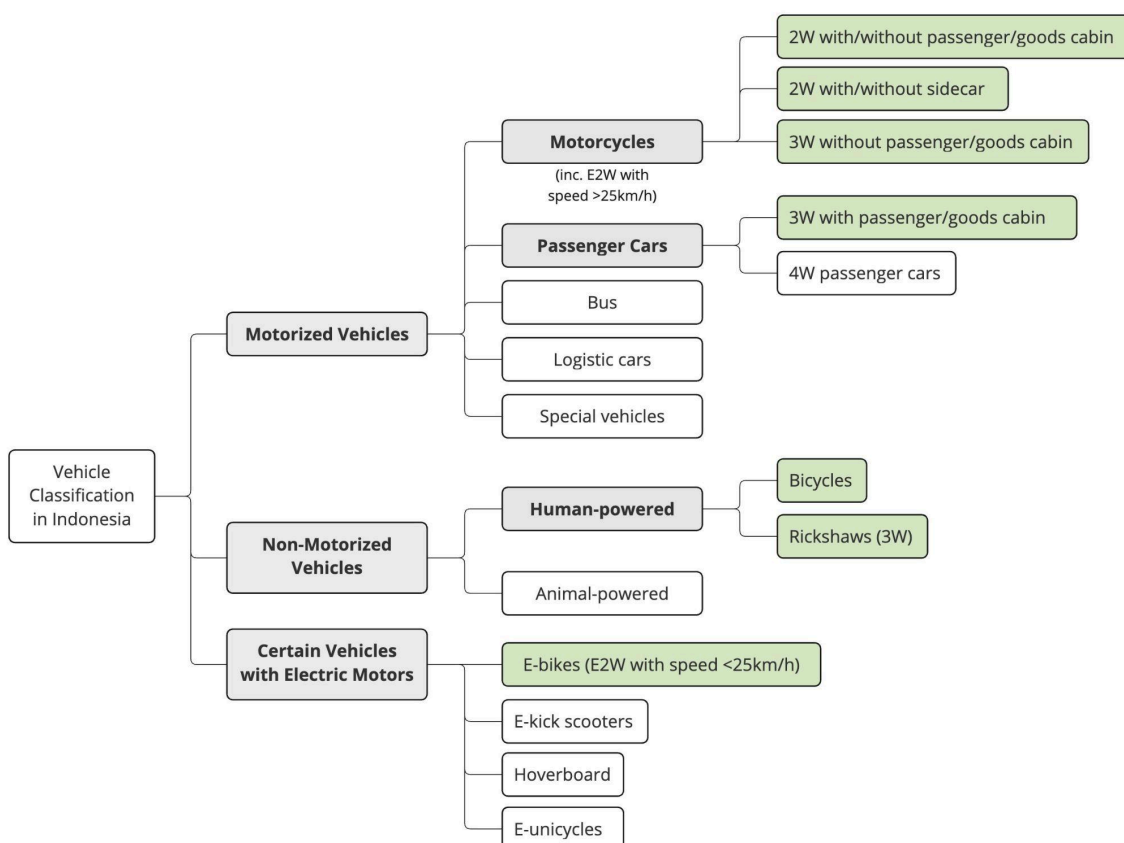 2W with/without passenger/goods cabin
2W with/without sidecar
Motorcycles
3W without passenger/goods cabin
(inc. E2W with
speed >25km/h)
3W with passenger/goods cabin
Passenger Cars
4W passenger cars
Bus
Motorized Vehicles
Logistic cars
Special vehicles
Vehicle
Classification
in Indonesia
Bicycles
Human-powered
Rickshaws (3W)
Non-Motorized
Vehicles
Animal-powered
Certain Vehicles
with Electric Motors
E-bikes (E2W with speed <25km/h)
E-kick scooters
Hoverboard
E-unicycles